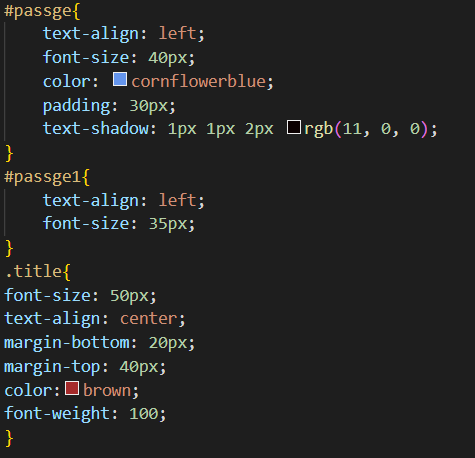 #passge{
    text-align: left;
    font-size: 40px;
    color: cornflowerblue;
    padding: 30px;
    text-shadow: 1px 1px 2px rgb(11, 0, 0);
}
#passge1{
    text-align: left;
    font-size: 35px;
}
.title{
font-size: 50px;
text-align: center;
margin-bottom: 20px;
margin-top: 40px;
color:brown;
font-weight: 100;
}